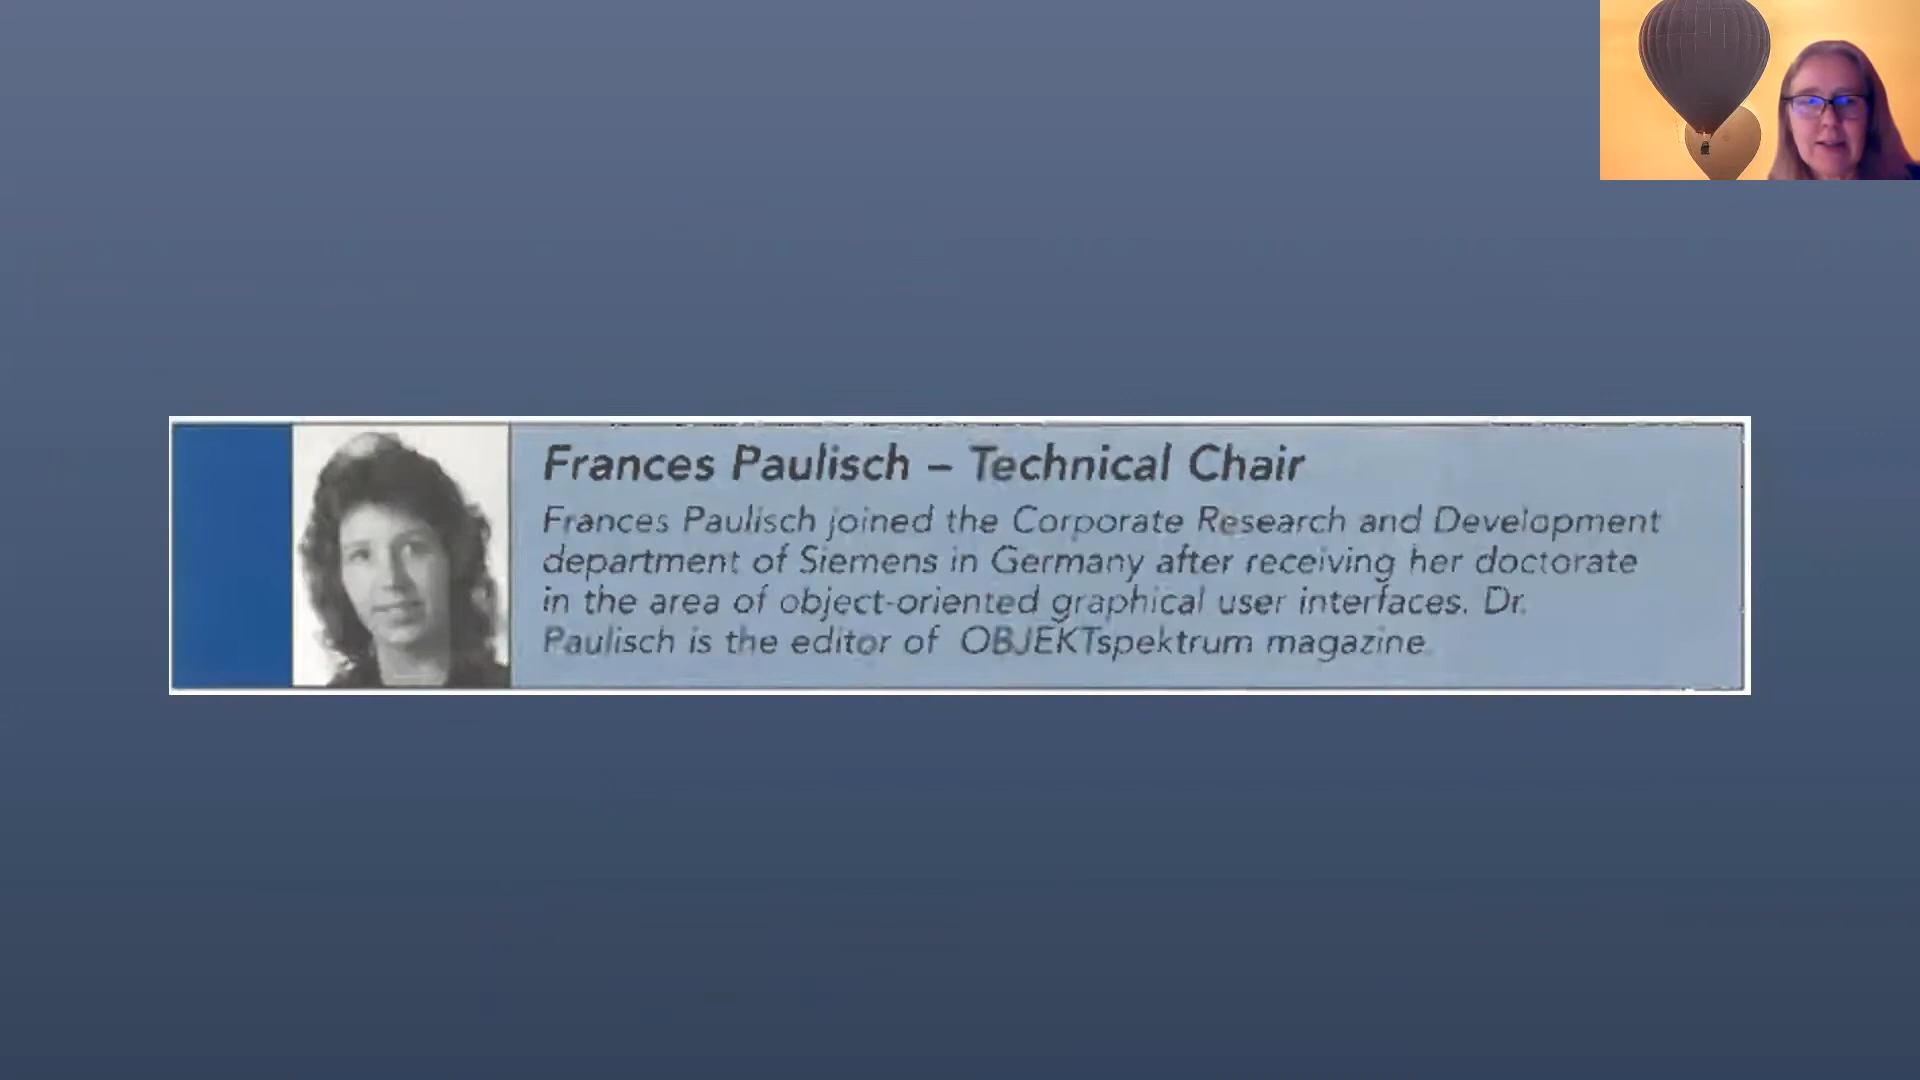 Frances Paulisch – Technical Chair
Frances Paulisch joined the Corporate Research and Development
department of Siemens in Germany after receiving her doctorate
in the area of object-oriented graphical user interfaces. Dr.
Paulisch is the editor of OBJEKTspektrum magazine.